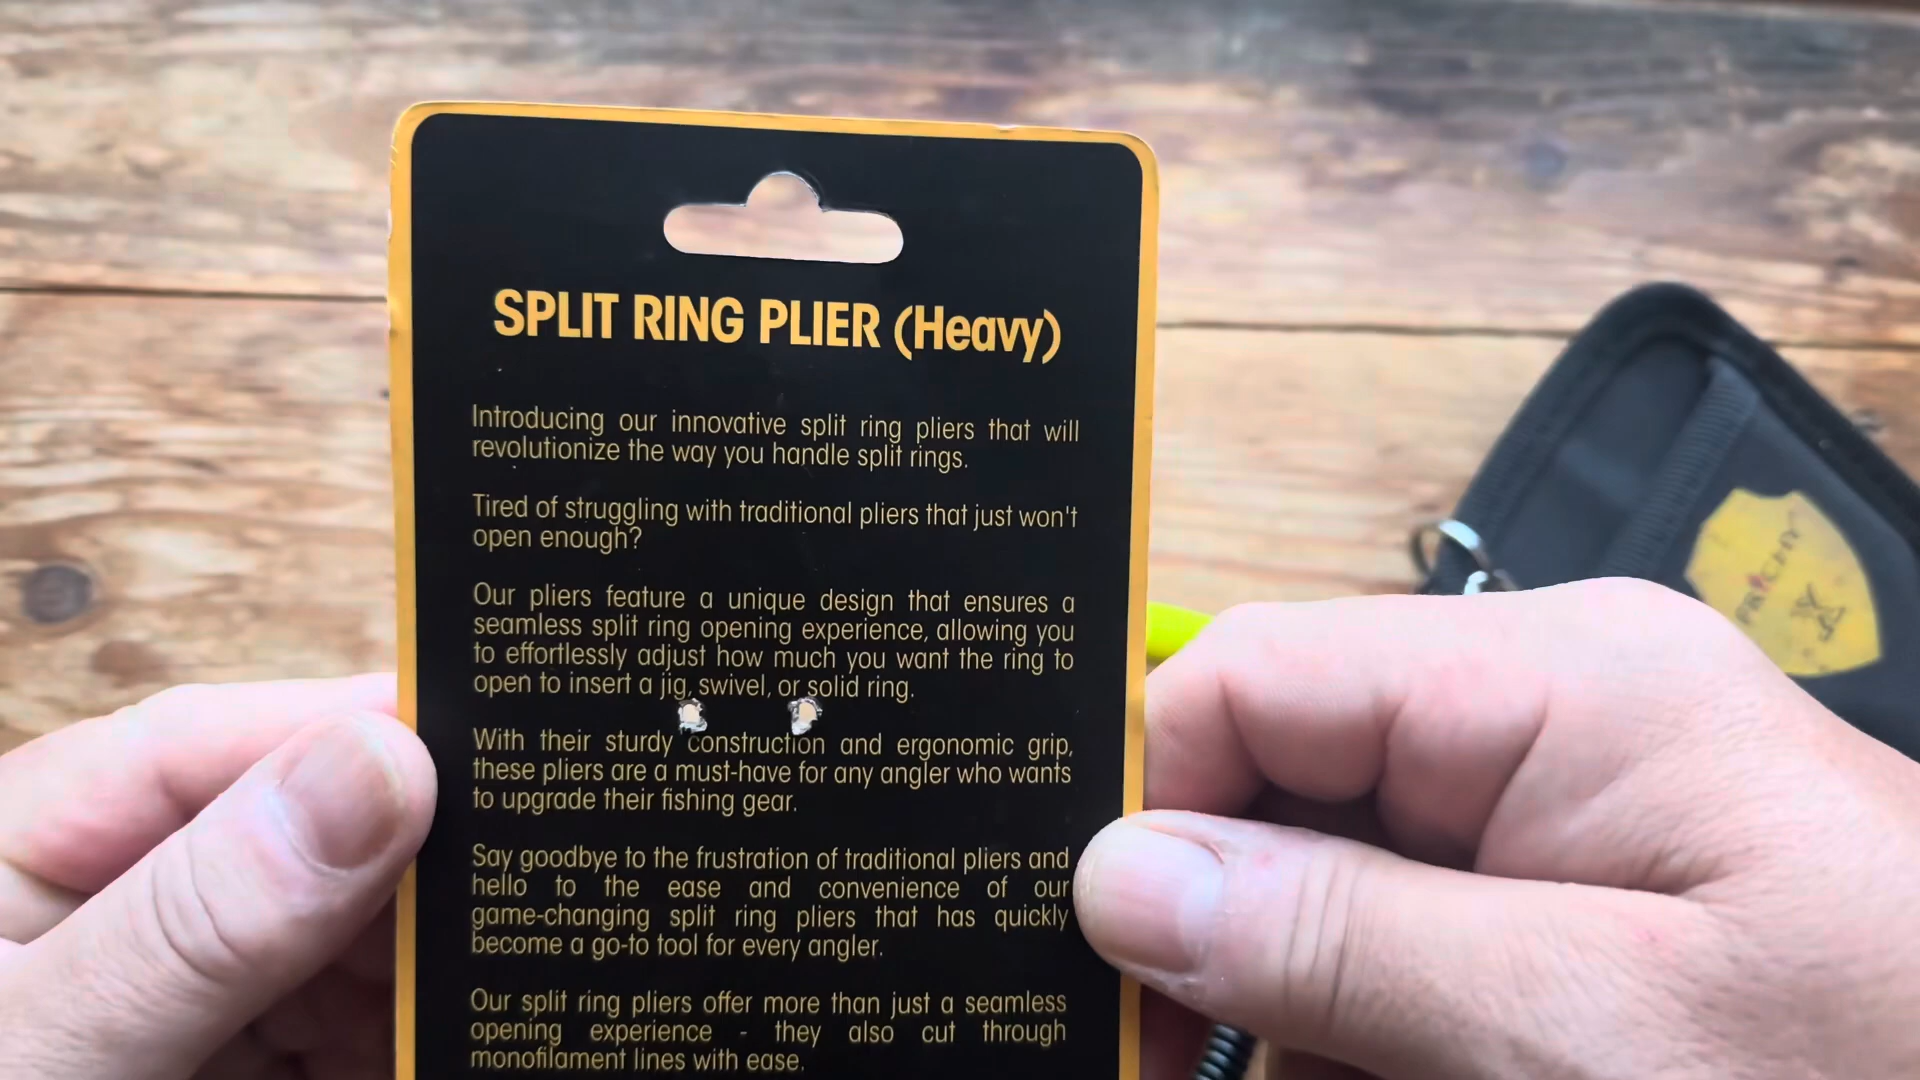 SPLIT RING PLIER (Heavy)
Introducing our innovative split ring pliers that will
revolutionize the way you handle split rings.
Tired of struggling with traditional pliers that just won't
open enough?
Our pliers feature a unique design that ensures a
seamless split ring opening experience, allowing you
to effortlessly adjust how much you want the ring to
open to insert a jig, swivel, or solid ring.
With their sturdy construction and ergonomic grip,
these pliers are a must-have for any angler who wants
to upgrade their fishing gear.
Say goodbye to the frustration of traditional pliers and
hello to the ease and convenience of our
game-changing split ring pliers that has quickly
become a go-to tool for every angler.
Our split ring pliers offer more than just a seamless
opening experience - they also cut through
monofilament lines with ease.